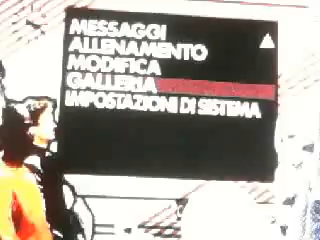 MESSAGGI
ALLENAMENTO
MODIFICA
GALLERIA
IMPOSTAZIONI DI SISTEMA